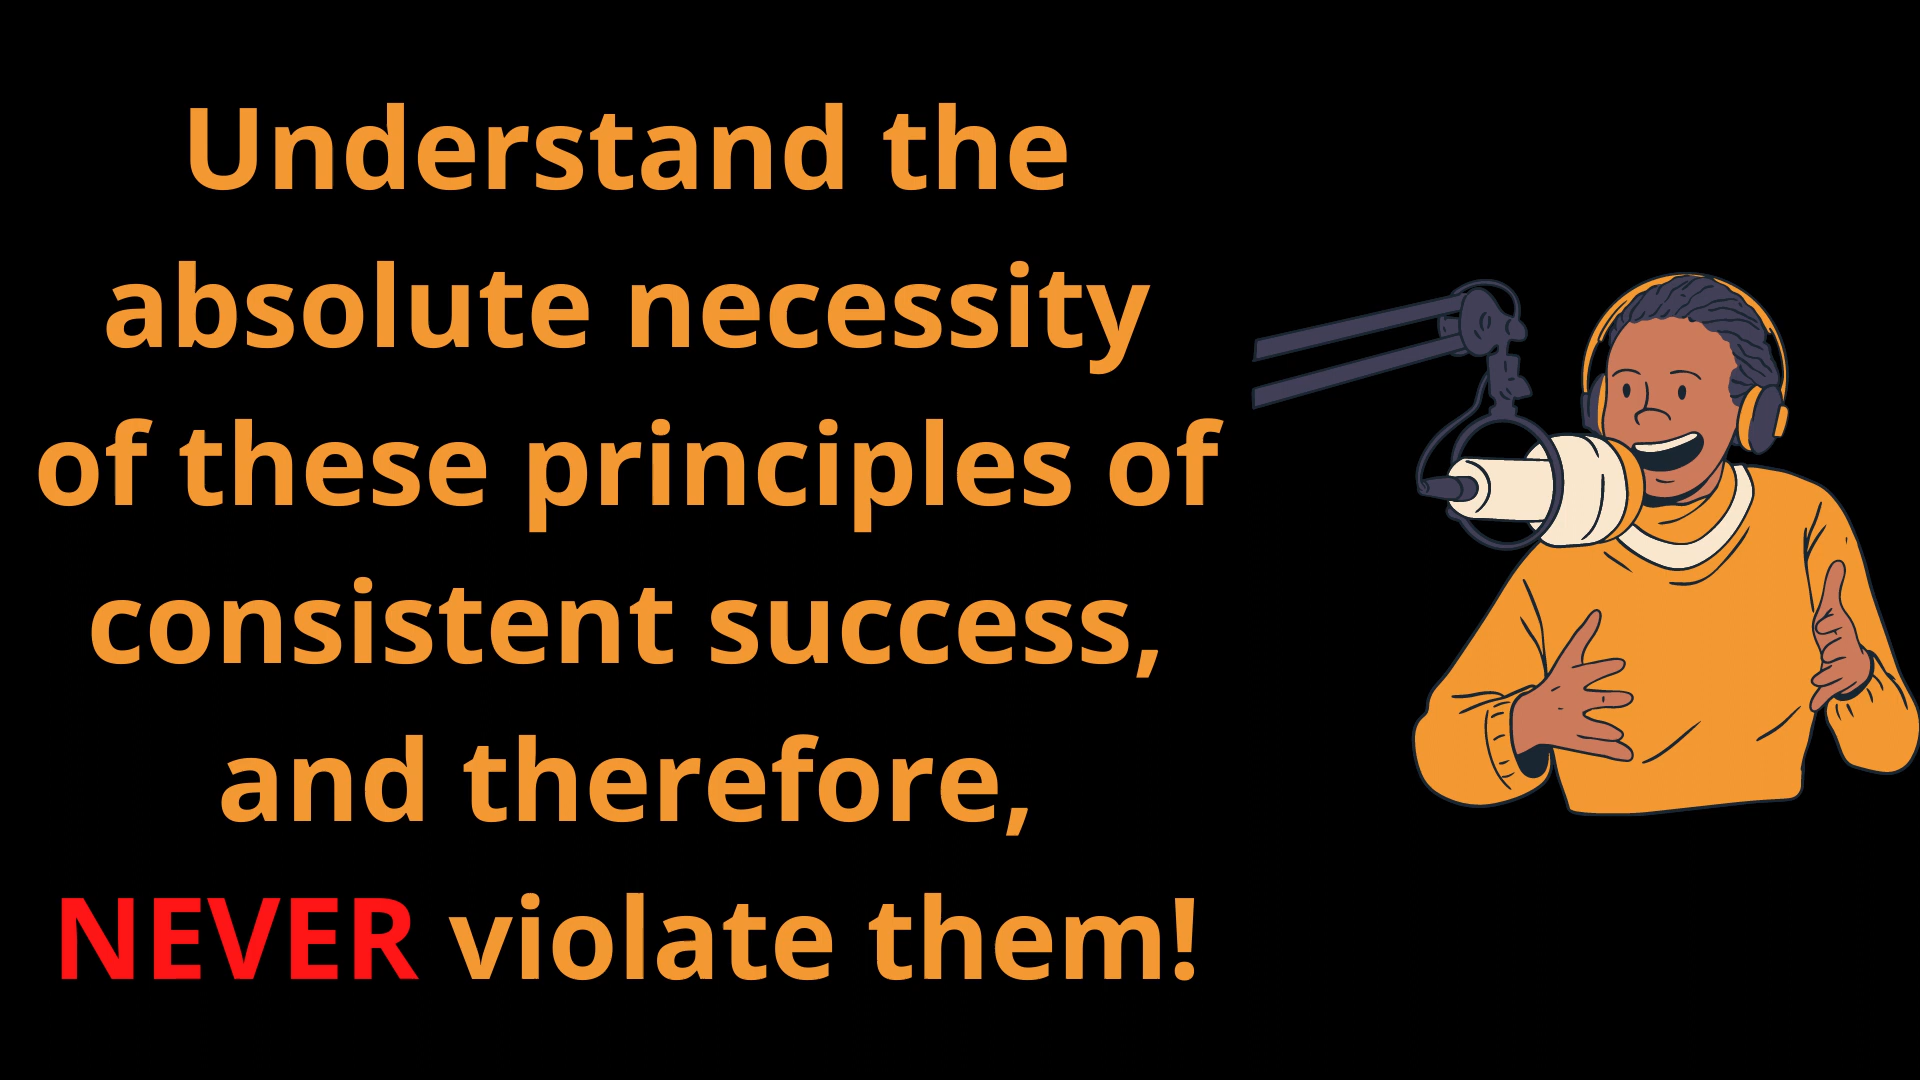 Understand the
absolute necessity
of these principles of
consistent success,
and therefore,
NEVER violate them!